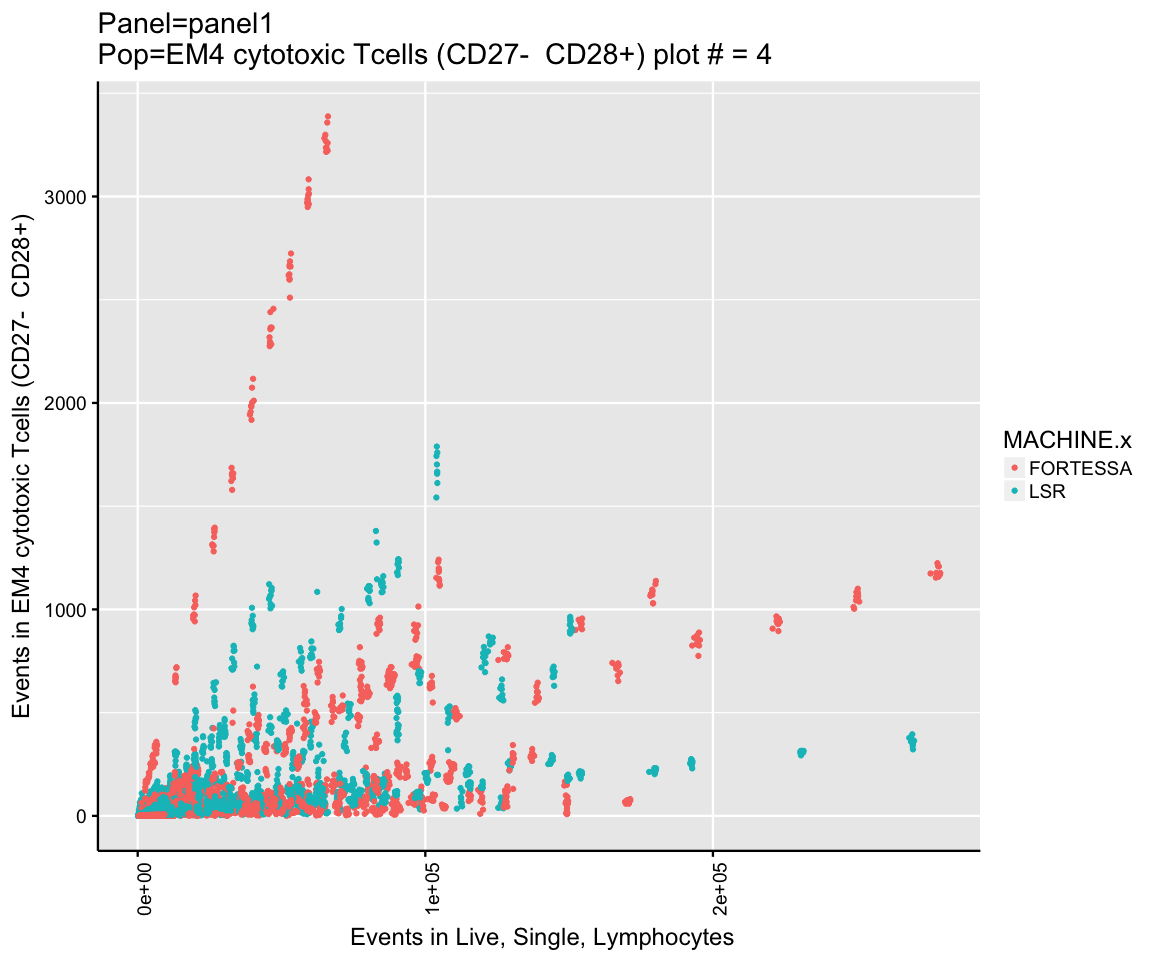 Panel=panel1
Pop=EM4 cytotoxic Tcells (CD27-  CD28+) plot # = 4
Events in EM4 cytotoxic Tcells (CD27-  CD28+)
3000
2000
1000
0
0e+00
1e+05
2e+05
Events in Live, Single, Lymphocytes
MACHINE.x
FORTESSA
LSR